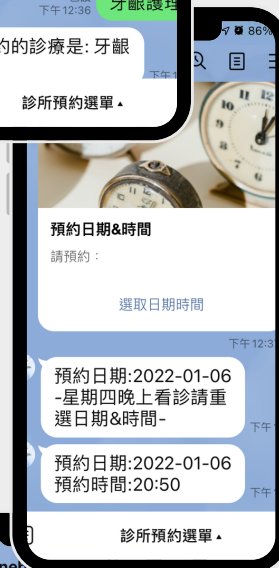 下午12:36
牙齦護理
約的診療是: 牙齦
下午1
診所預約選單▲
86%
預約日期&時間
請預約：
選取日期時間
下午12:37
預約日期:2022-01-06
-星期四晚上看診請重
選日期&時間-
下午
預約日期:2022-01-06
預約時間:20:50
下午
診所預約選單▲